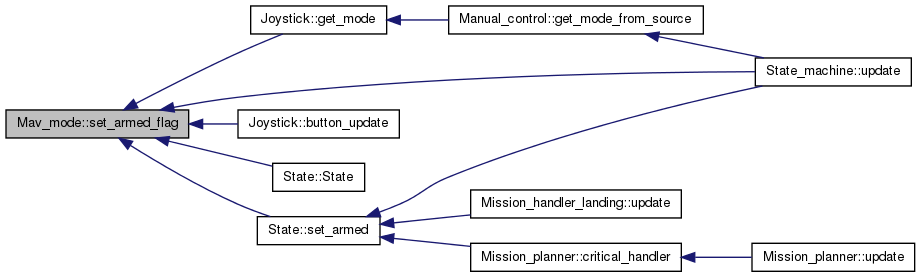 Joystick::get_mode
Manual_control::get_mode_from_source
State_machine::update
Mav_mode::set_armed_flag
Joystick::button_update
State::State
Mission_handler_landing::update
State::set_armed
Mission_planner::critical_handler
Mission_planner::update